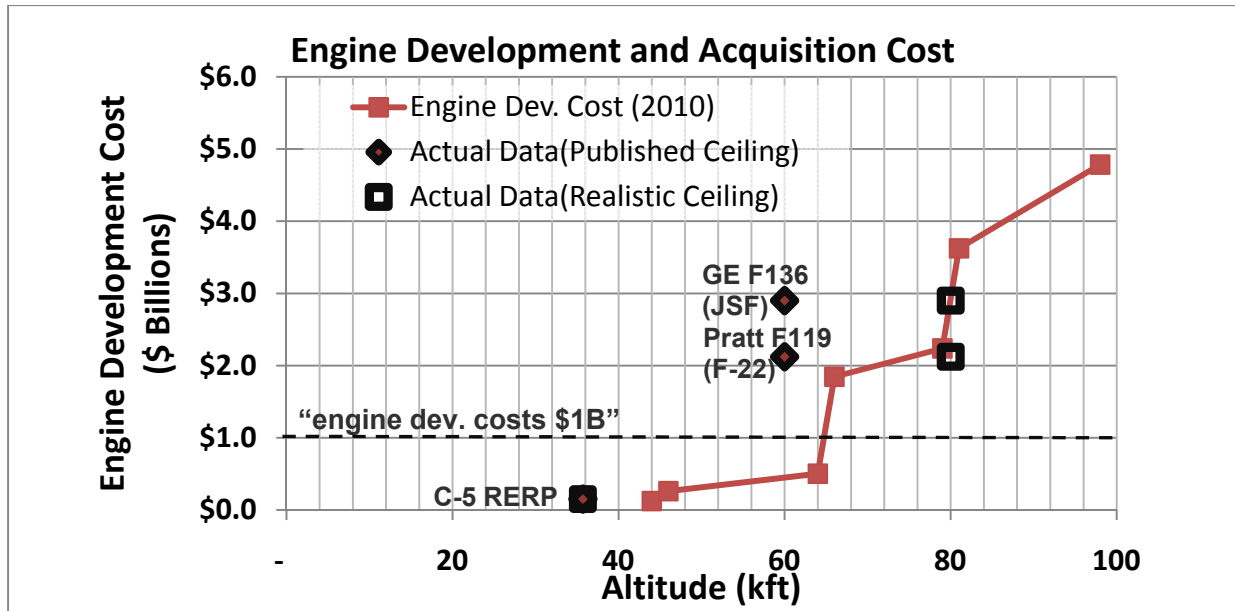 Engine Development and Acquisition Cost
Engine Development Cost
($ Billions)
$6.0
$5.0
$4.0
$3.0
$2.0
$1.0
$0.0
Engine Dev. Cost (2010)
Actual Data(Published Ceiling)
Actual Data(Realistic Ceiling)
GE F136
(JSF)
Pratt F119
(F-22)
“engine dev. costs $1B”
C-5 RERP
- 20 40 60 80 100
Altitude (kft)